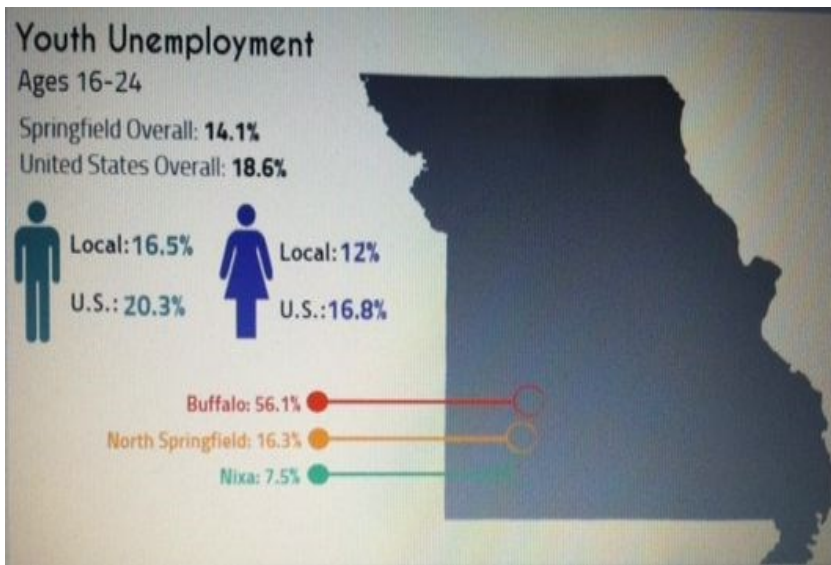 Youth Unemployment
Ages 16-24
Springfield Overall: 14.1%
United States Overall: 18.6%
Local:16.5%
U.S.: 20.3%
Local: 12%
U.S.:16.8%
Buffalo: 56.1%
North Springfield: 16.3%
Nixa: 7.5%